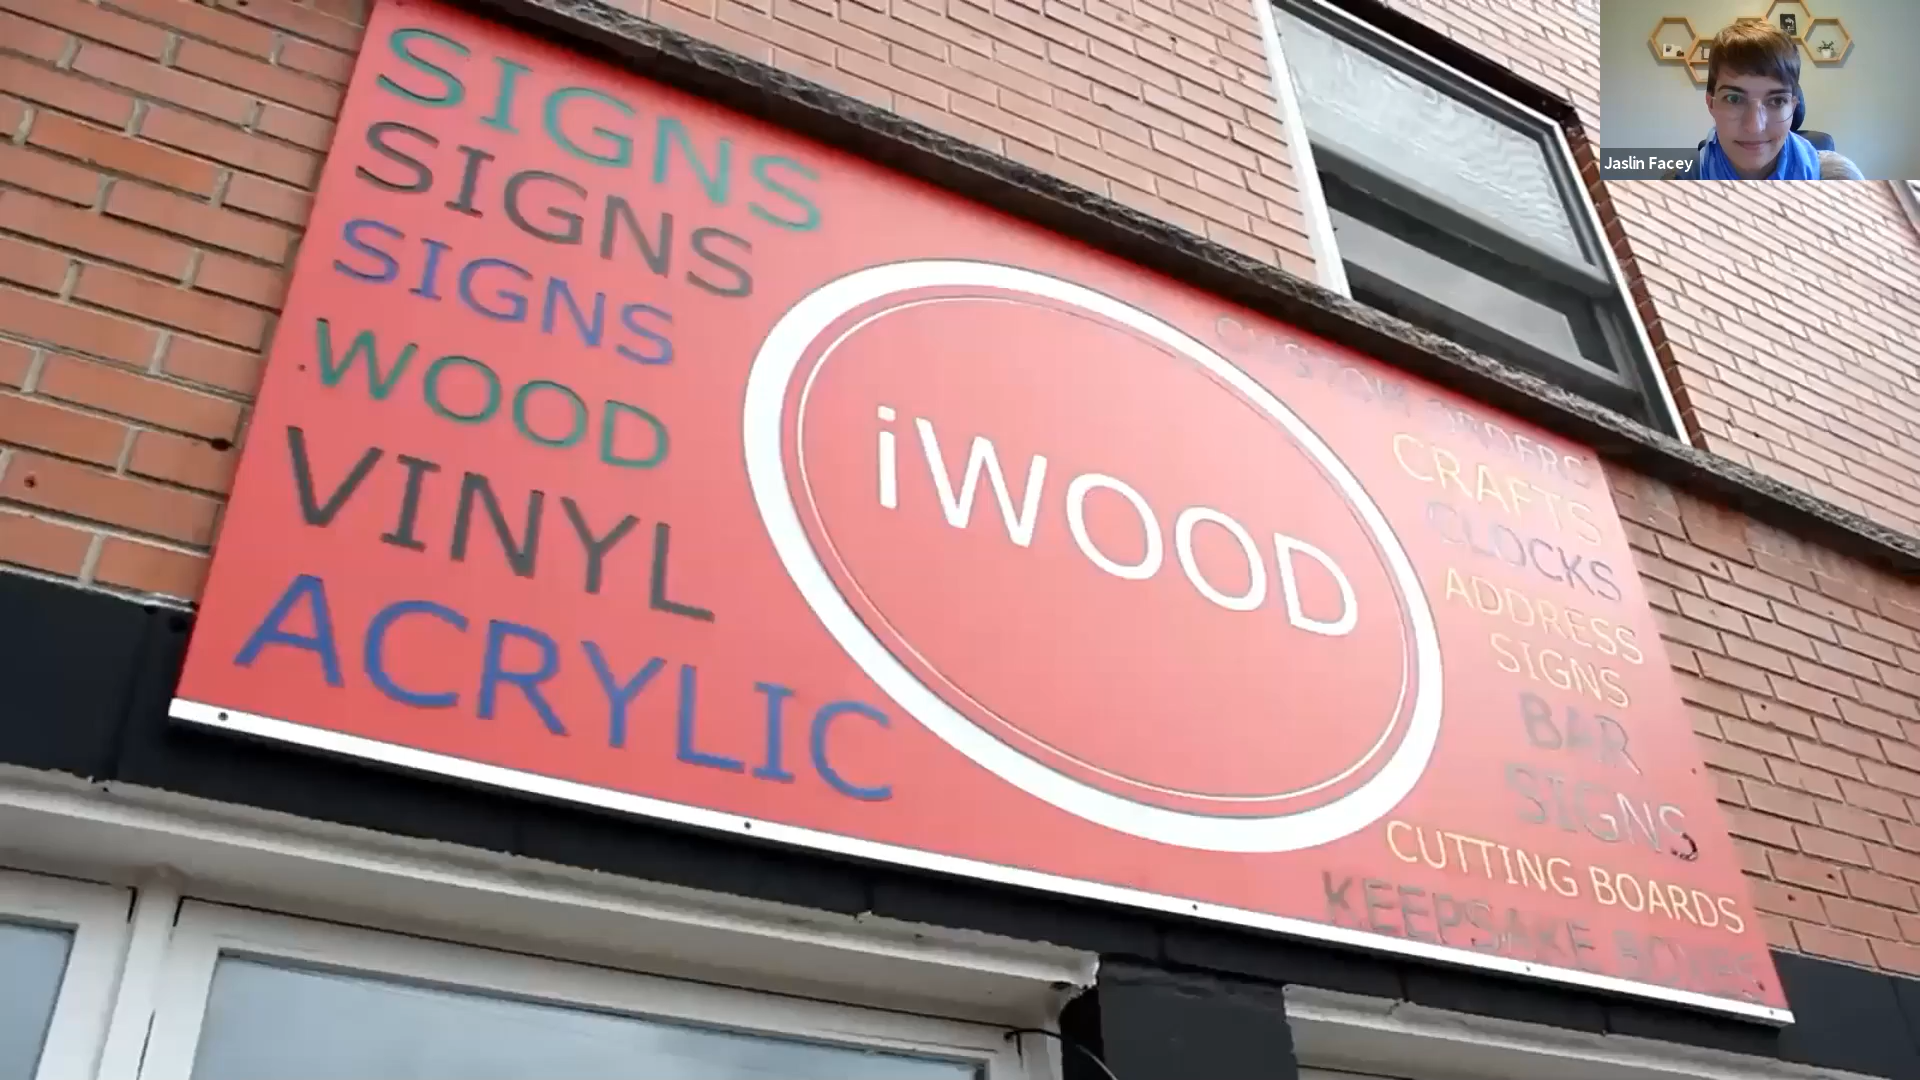 SIGNS
SIGNS
SIGNS
WOOD
VINYL
ACRYLIC
iWOOD
CUSTOM ORDERS
CRAFTS
CLOCKS
ADDRESS
SIGNS
BAR
SIGNS
CUTTING BOARDS
KEEPSAKE BOXES
Jaslin Facey